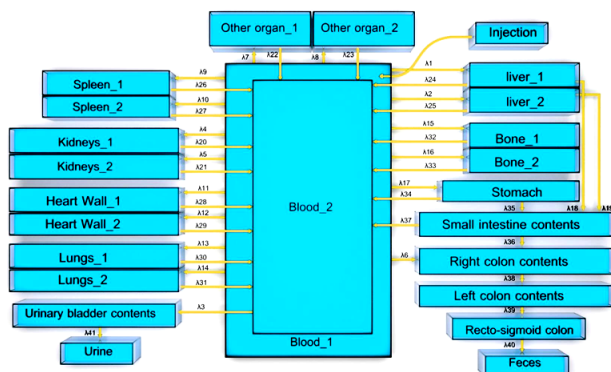 Other organ_1
Other organ_2
Injection
λ7
λ22
λ8
λ23
λ9
Spleen_1
λ26
λ10
Spleen_2
λ27
λ4
Kidneys_1
λ20
λ5
Kidneys_2
λ21
λ11
Heart Wall_1
λ28
λ12
Heart Wall_2
λ29
λ13
Lungs_1
λ30
λ14
Lungs_2
λ31
Urinary bladder contents
λ3
λ41
Urine
Blood_2
Blood_1
λ1
liver_1
λ24
λ2
liver_2
λ25
λ15
Bone_1
λ32
λ16
Bone_2
λ33
λ17
Stomach
λ34
λ35
λ18
λ19
λ37
Small intestine contents
λ36
λ6
Right colon contents
λ38
Left colon contents
λ39
Recto-sigmoid colon
λ40
Feces